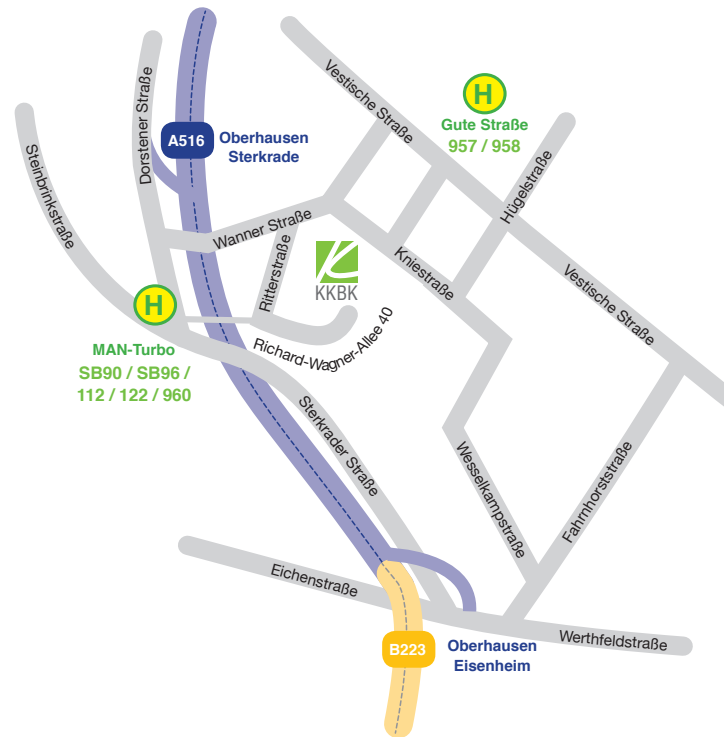 Vestische Straße
H
Gute Straße
957 / 958
Dorstener Straße
A516
Oberhausen
Sterkrade
Steinbrinkstraße
Hügelstraße
Wanner Straße
Ritterstraße
KKBK
Kniestraße
Vestische Straße
H
Richard-Wagner-Allee 40
MAN-Turbo
SB90 / SB96 /
112 / 122 / 960
Sterkrader Straße
Wesselkampstraße
Fahrnhorststraße
Eichenstraße
Werthfeldstraße
B223
Oberhausen
Eisenheim